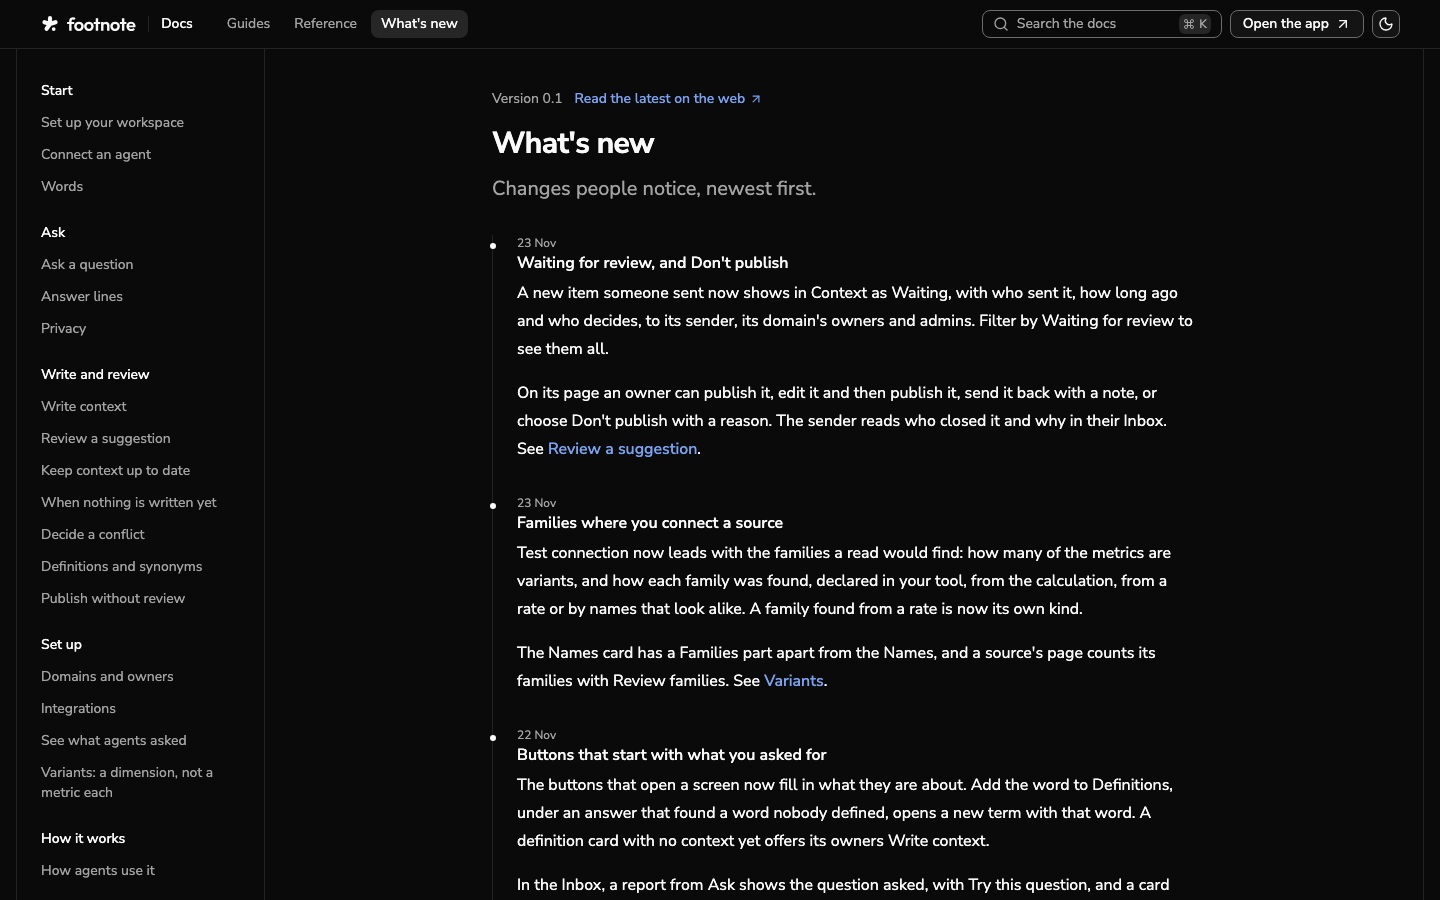 footnote
Docs
Guides
Reference
What's new
Search the docs
⌘ K
Open the app
Start
Set up your workspace
Connect an agent
Words
Ask
Ask a question
Answer lines
Privacy
Write and review
Write context
Review a suggestion
Keep context up to date
When nothing is written yet
Decide a conflict
Definitions and synonyms
Publish without review
Set up
Domains and owners
Integrations
See what agents asked
Variants: a dimension, not a
metric each
How it works
How agents use it
Version 0.1 Read the latest on the web
What's new
Changes people notice, newest first.
23 Nov
Waiting for review, and Don't publish
A new item someone sent now shows in Context as Waiting, with who sent it, how long ago
and who decides, to its sender, its domain's owners and admins. Filter by Waiting for review to
see them all.
On its page an owner can publish it, edit it and then publish it, send it back with a note, or
choose Don't publish with a reason. The sender reads who closed it and why in their Inbox.
See Review a suggestion.
23 Nov
Families where you connect a source
Test connection now leads with the families a read would find: how many of the metrics are
variants, and how each family was found, declared in your tool, from the calculation, from a
rate or by names that look alike. A family found from a rate is now its own kind.
The Names card has a Families part apart from the Names, and a source's page counts its
families with Review families. See Variants.
22 Nov
Buttons that start with what you asked for
The buttons that open a screen now fill in what they are about. Add the word to Definitions,
under an answer that found a word nobody defined, opens a new term with that word. A
definition card with no context yet offers its owners Write context.
In the Inbox, a report from Ask shows the question asked, with Try this question, and a card